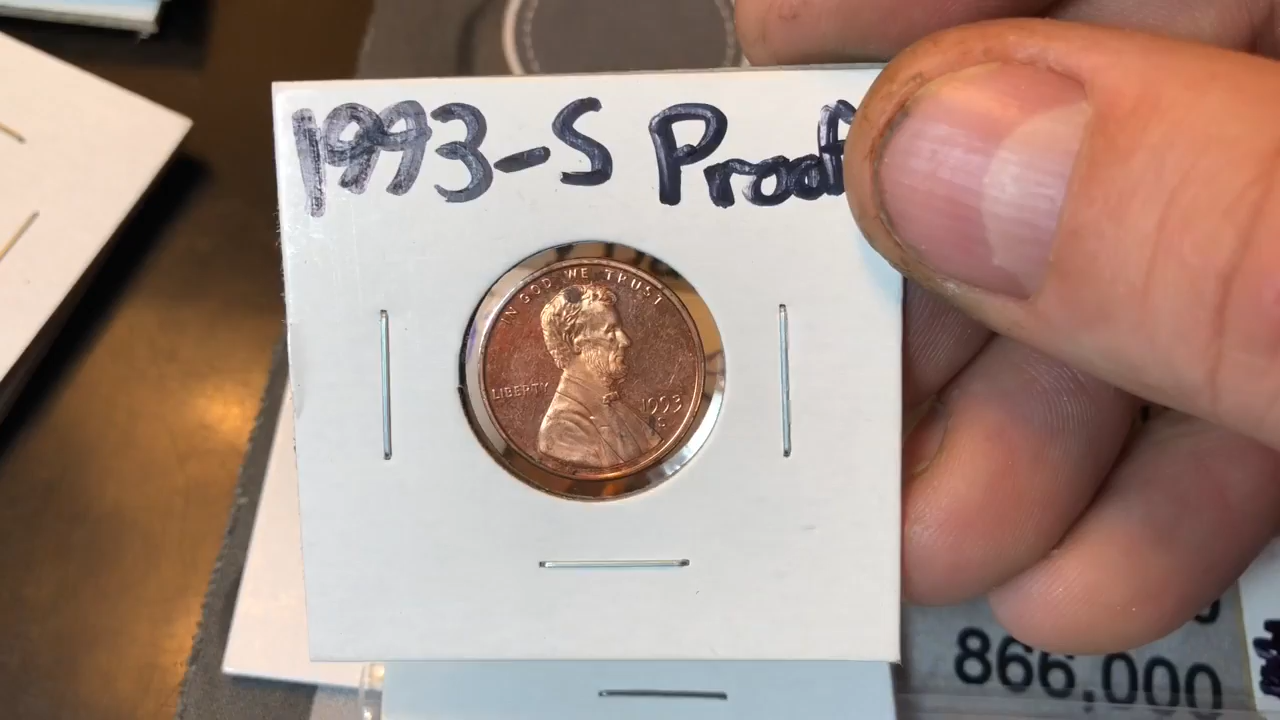 1993-S Proof
IN GOD WE TRUST
LIBERTY
1993
S
866,000